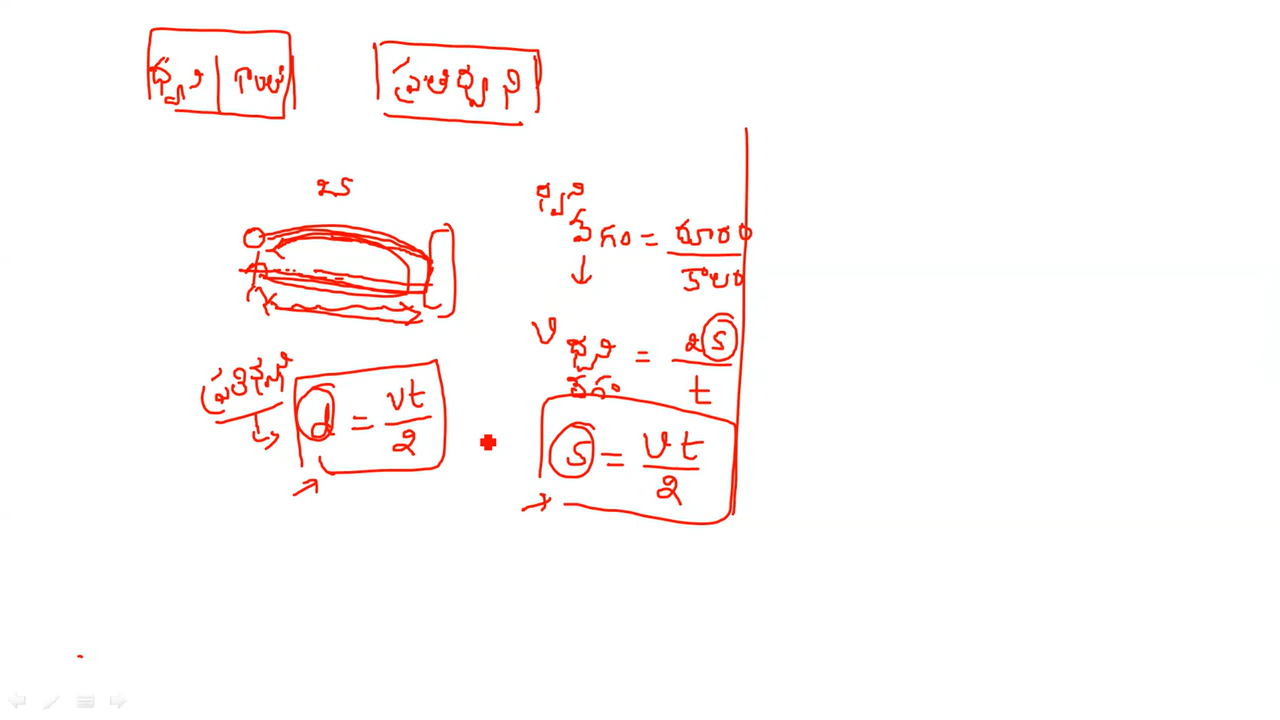 ధ్వని గంట ప్రతిధ్వని
2S
ధ్వని
వేగం = దూరం / కాలం
V ధ్వని వేగం = 2S / t
ప్రతిధ్వని d = vt / 2
S = vt / 2